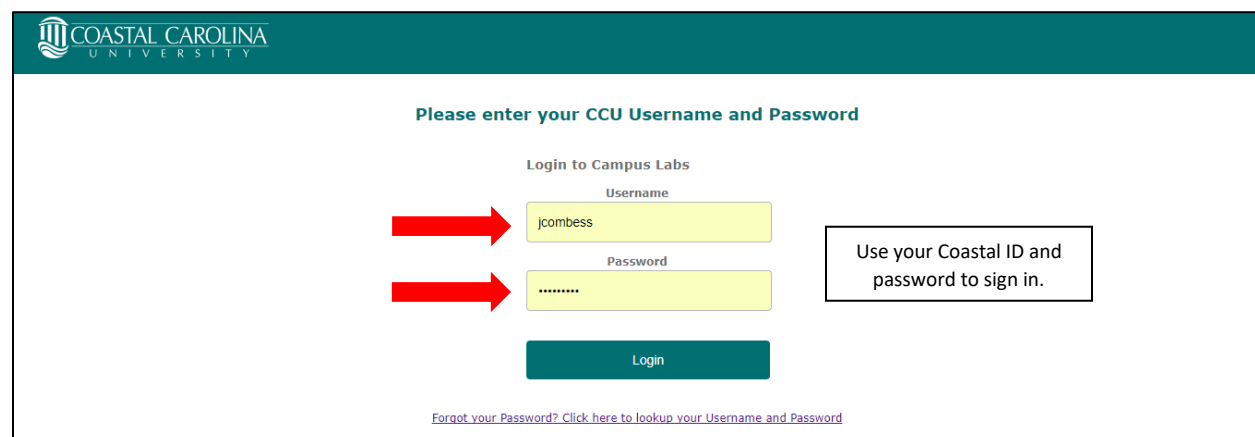 COASTAL CAROLINA
UNIVERSITY
Please enter your CCU Username and Password
Login to Campus Labs
Username
jcombess
Password
•••••••••
Use your Coastal ID and
password to sign in.
Login
Forgot your Password? Click here to lookup your Username and Password